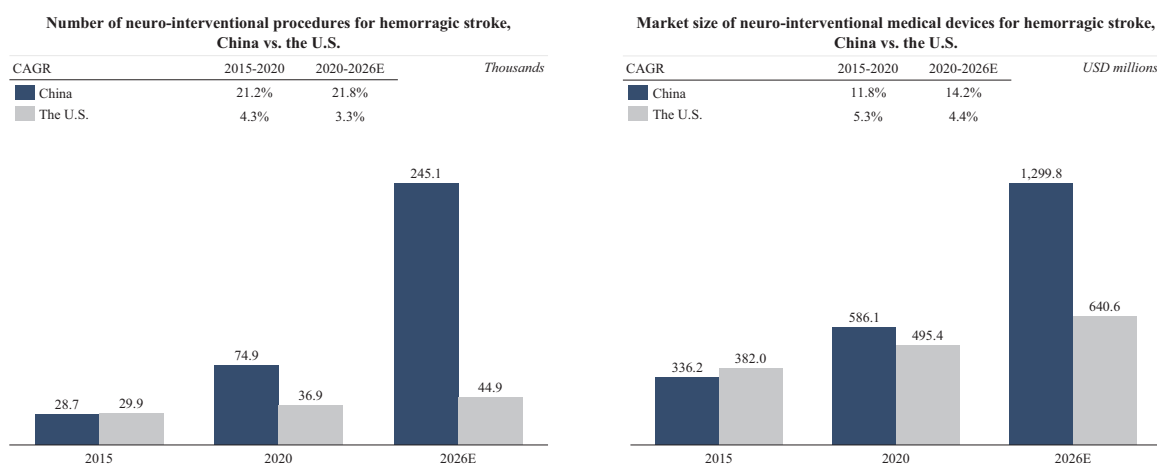 Number of neuro-interventional procedures for hemorragic stroke,
China vs. the U.S.
CAGR 2015-2020 2020-2026E Thousands
China 21.2% 21.8%
The U.S. 4.3% 3.3%
245.1
74.9
36.9
44.9
28.7 29.9
2015 2020 2026E
Market size of neuro-interventional medical devices for hemorragic stroke,
China vs. the U.S.
CAGR 2015-2020 2020-2026E USD millions
China 11.8% 14.2%
The U.S. 5.3% 4.4%
1,299.8
640.6
586.1
495.4
336.2 382.0
2015 2020 2026E